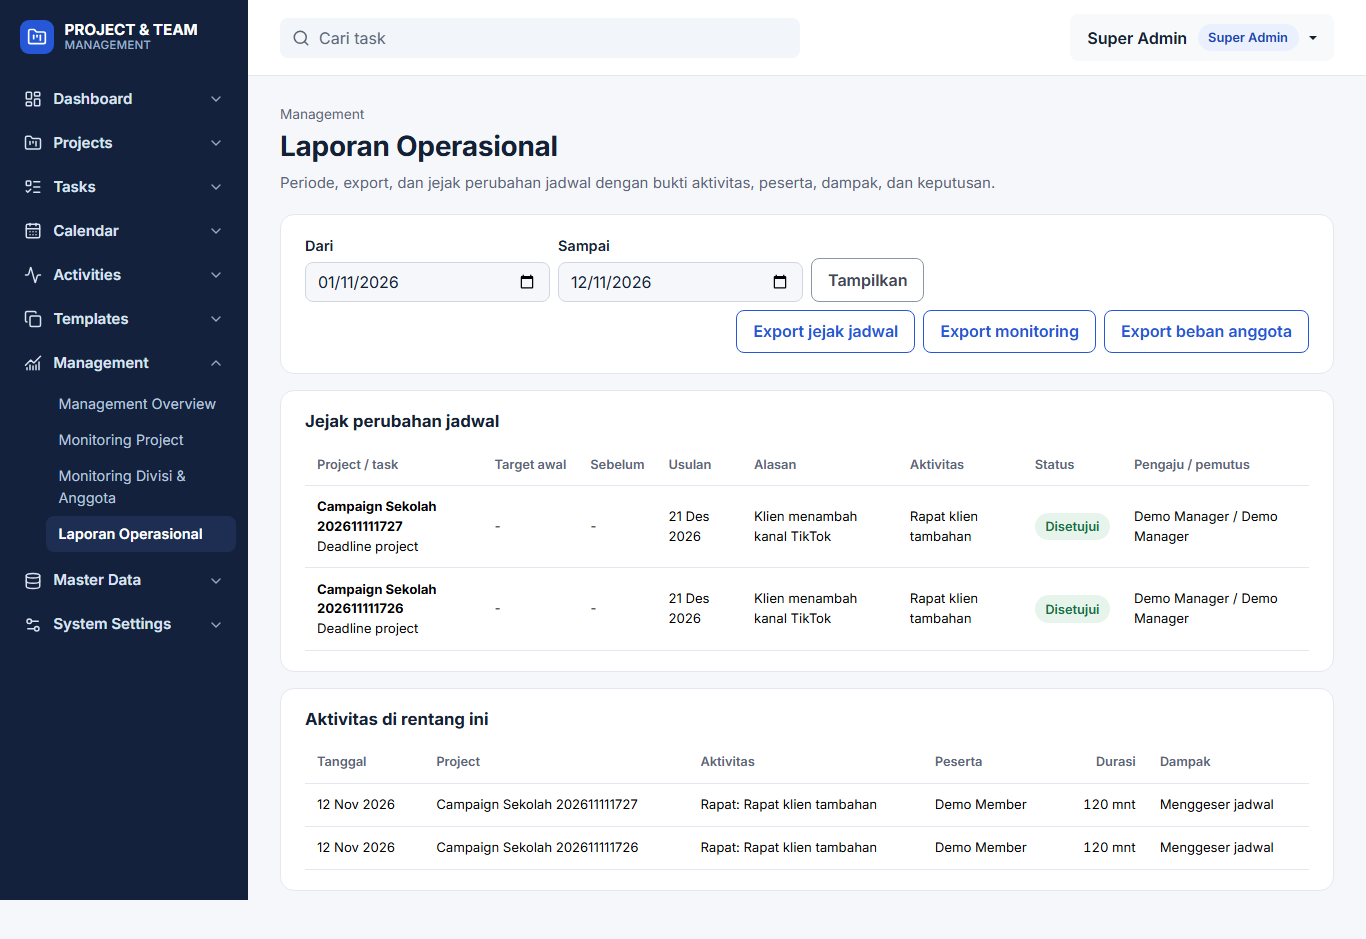 PROJECT & TEAM
MANAGEMENT
Dashboard
Projects
Tasks
Calendar
Activities
Templates
Management
Management Overview
Monitoring Project
Monitoring Divisi &
Anggota
Laporan Operasional
Master Data
System Settings
Cari task
Super Admin Super Admin
Management
Laporan Operasional
Periode, export, dan jejak perubahan jadwal dengan bukti aktivitas, peserta, dampak, dan keputusan.
Dari Sampai
01/11/2026 12/11/2026 Tampilkan
Export jejak jadwal Export monitoring Export beban anggota
Jejak perubahan jadwal
Project / task Target awal Sebelum Usulan Alasan Aktivitas Status Pengaju / pemutus
Campaign Sekolah
202611111727
Deadline project
- - 21 Des
2026
Klien menambah
kanal TikTok
Rapat klien
tambahan
Disetujui
Demo Manager / Demo
Manager
Campaign Sekolah
202611111726
Deadline project
- - 21 Des
2026
Klien menambah
kanal TikTok
Rapat klien
tambahan
Disetujui
Demo Manager / Demo
Manager
Aktivitas di rentang ini
Tanggal Project Aktivitas Peserta Durasi Dampak
12 Nov 2026 Campaign Sekolah 202611111727 Rapat: Rapat klien tambahan Demo Member 120 mnt Menggeser jadwal
12 Nov 2026 Campaign Sekolah 202611111726 Rapat: Rapat klien tambahan Demo Member 120 mnt Menggeser jadwal